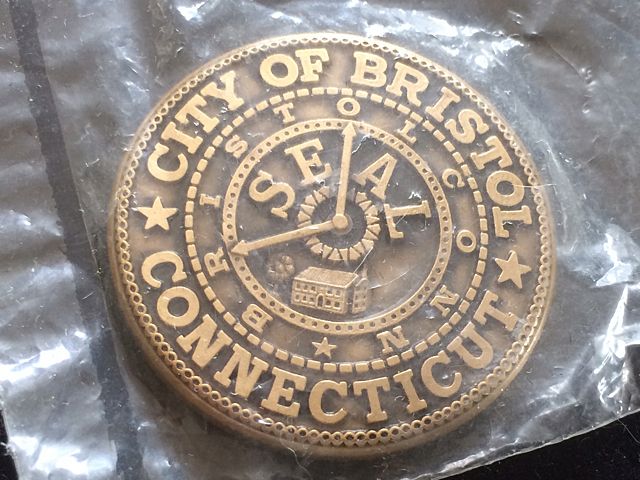 CITY OF BRISTOL
CONNECTICUT
BRISTOL CONN
SEAL